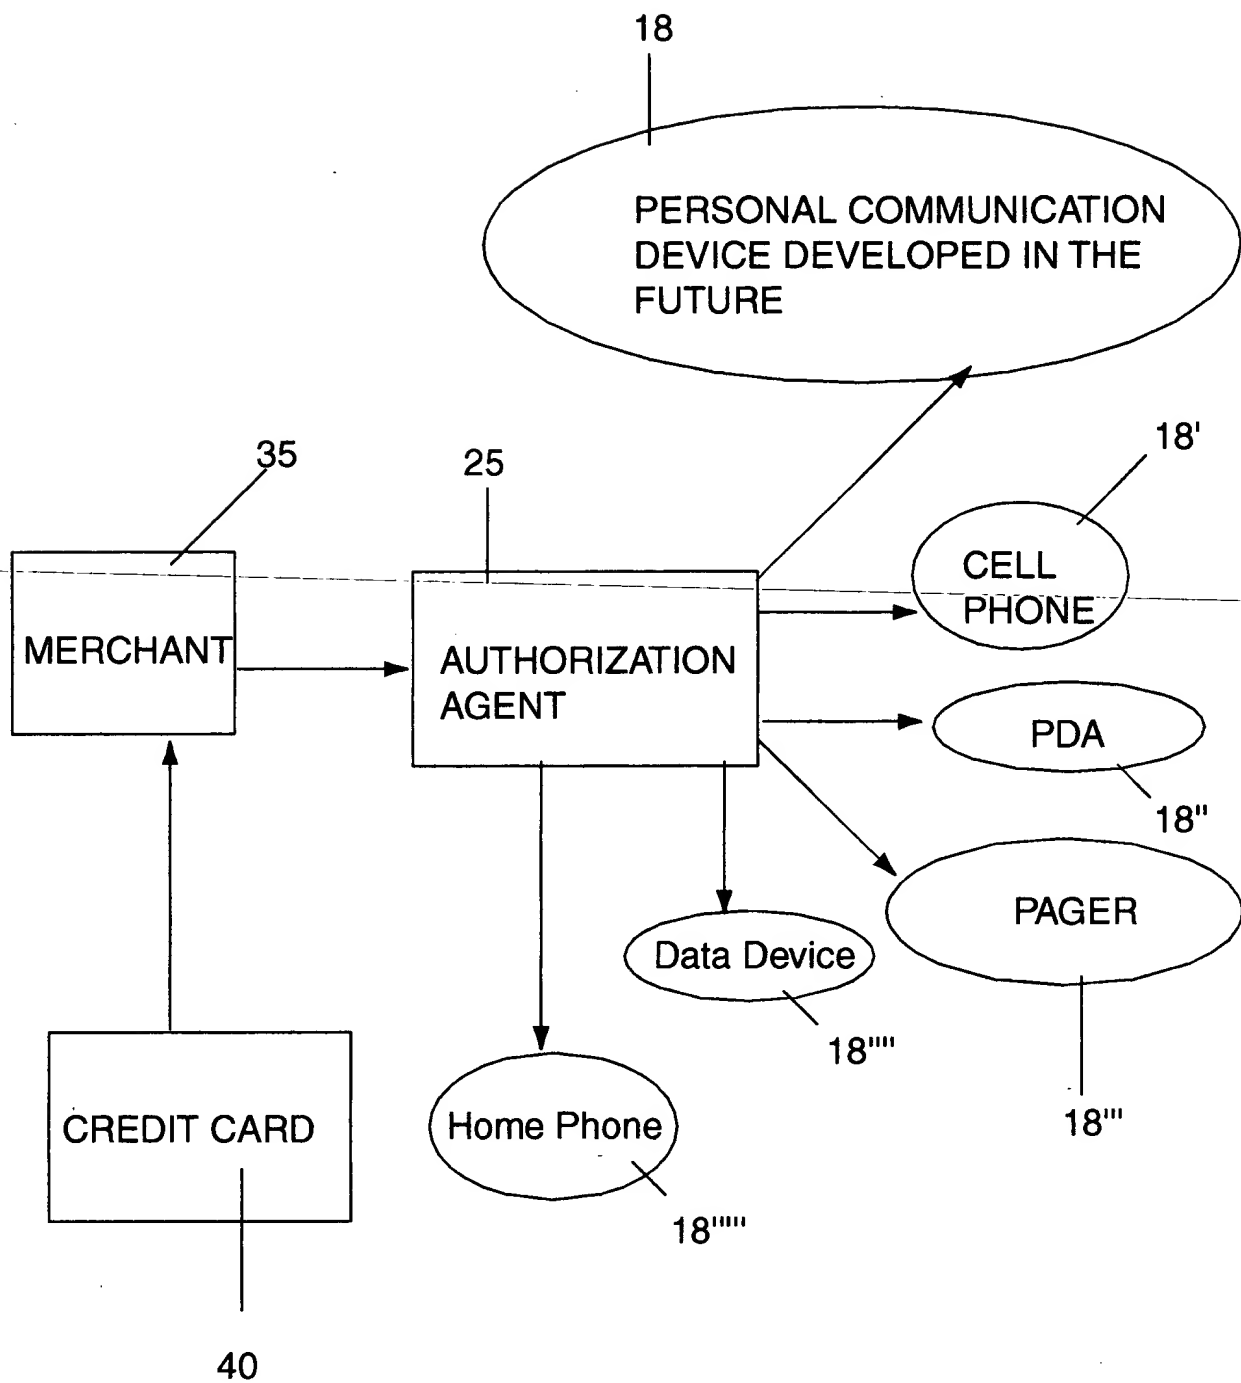 18
PERSONAL COMMUNICATION
DEVICE DEVELOPED IN THE
FUTURE
35
25
18'
CELL
PHONE
MERCHANT
AUTHORIZATION
AGENT
PDA
18"
PAGER
Data Device
18""
18'"
CREDIT CARD
Home Phone
18""'
40